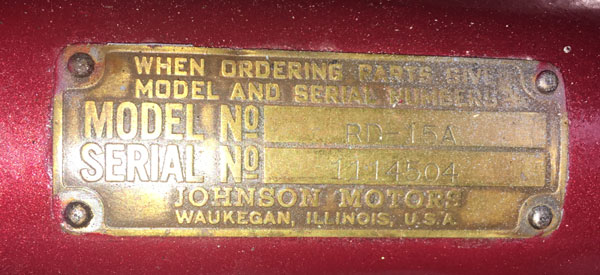 WHEN ORDERING PARTS GIVE
MODEL AND SERIAL NUMBERS
MODEL NO RD-15A
SERIAL NO 1114504
JOHNSON MOTORS
WAUKEGAN, ILLINOIS, U.S.A.